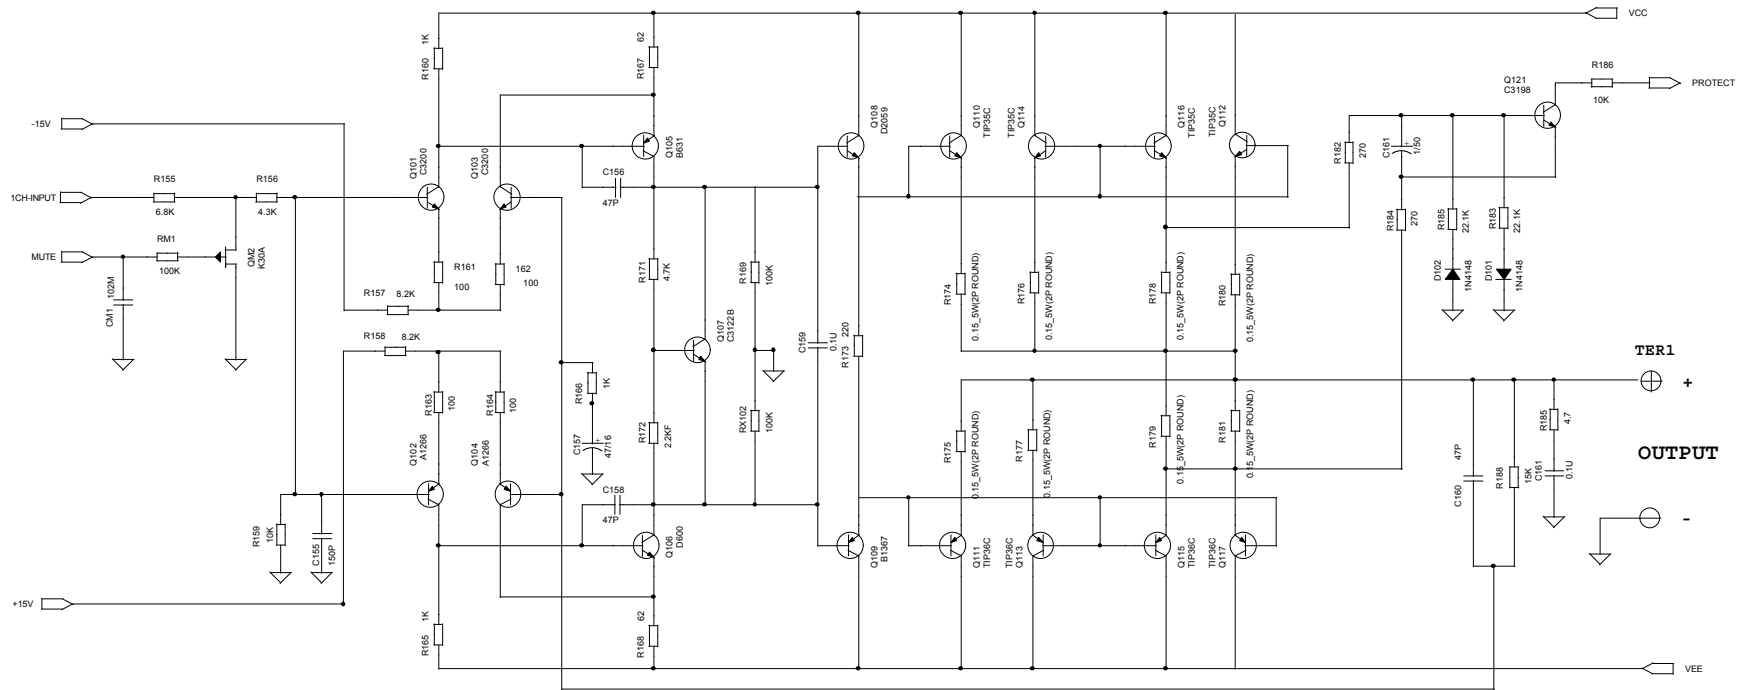 VCC
1K
R160
62
R167
R186
10K
PROTECT
Q121
C3198
-15V
Q101
C3200
Q103
C3200
Q105
B631
Q108
D2059
Q110
TIP35C
TIP35C
Q114
Q116
TIP35C
TIP35C
Q112
R182
270
C161
1/50
1CH-INPUT
R155
6.8K
R156
4.3K
C156
47P
R184
270
R185
22.1K
R183
22.1K
MUTE
RM1
100K
QM2
K30A
CM1
102M
R161
100
162
100
R171
4.7K
R169
100K
R174
0.15_5W(2P ROUND)
R176
0.15_5W(2P ROUND)
R178
0.15_5W(2P ROUND)
R180
0.15_5W(2P ROUND)
D102
1N4148
D101
1N4148
R157
8.2K
R158
8.2K
Q107
C3122B
C159
0.1U
R173
220
TER1
+
R163
100
R164
100
R166
1K
C157
47/16
R172
2.2KF
RX102
100K
R175
0.15_5W(2P ROUND)
R177
0.15_5W(2P ROUND)
R179
0.15_5W(2P ROUND)
R181
0.15_5W(2P ROUND)
R185
4.7
OUTPUT
Q102
A1266
Q104
A1266
C158
47P
47P
C160
R188
15K
C161
0.1U
-
R159
10K
C155
150P
Q106
D600
Q109
B1367
Q111
TIP36C
TIP36C
Q113
Q115
TIP36C
TIP36C
Q117
+15V
1K
R165
62
R168
VEE